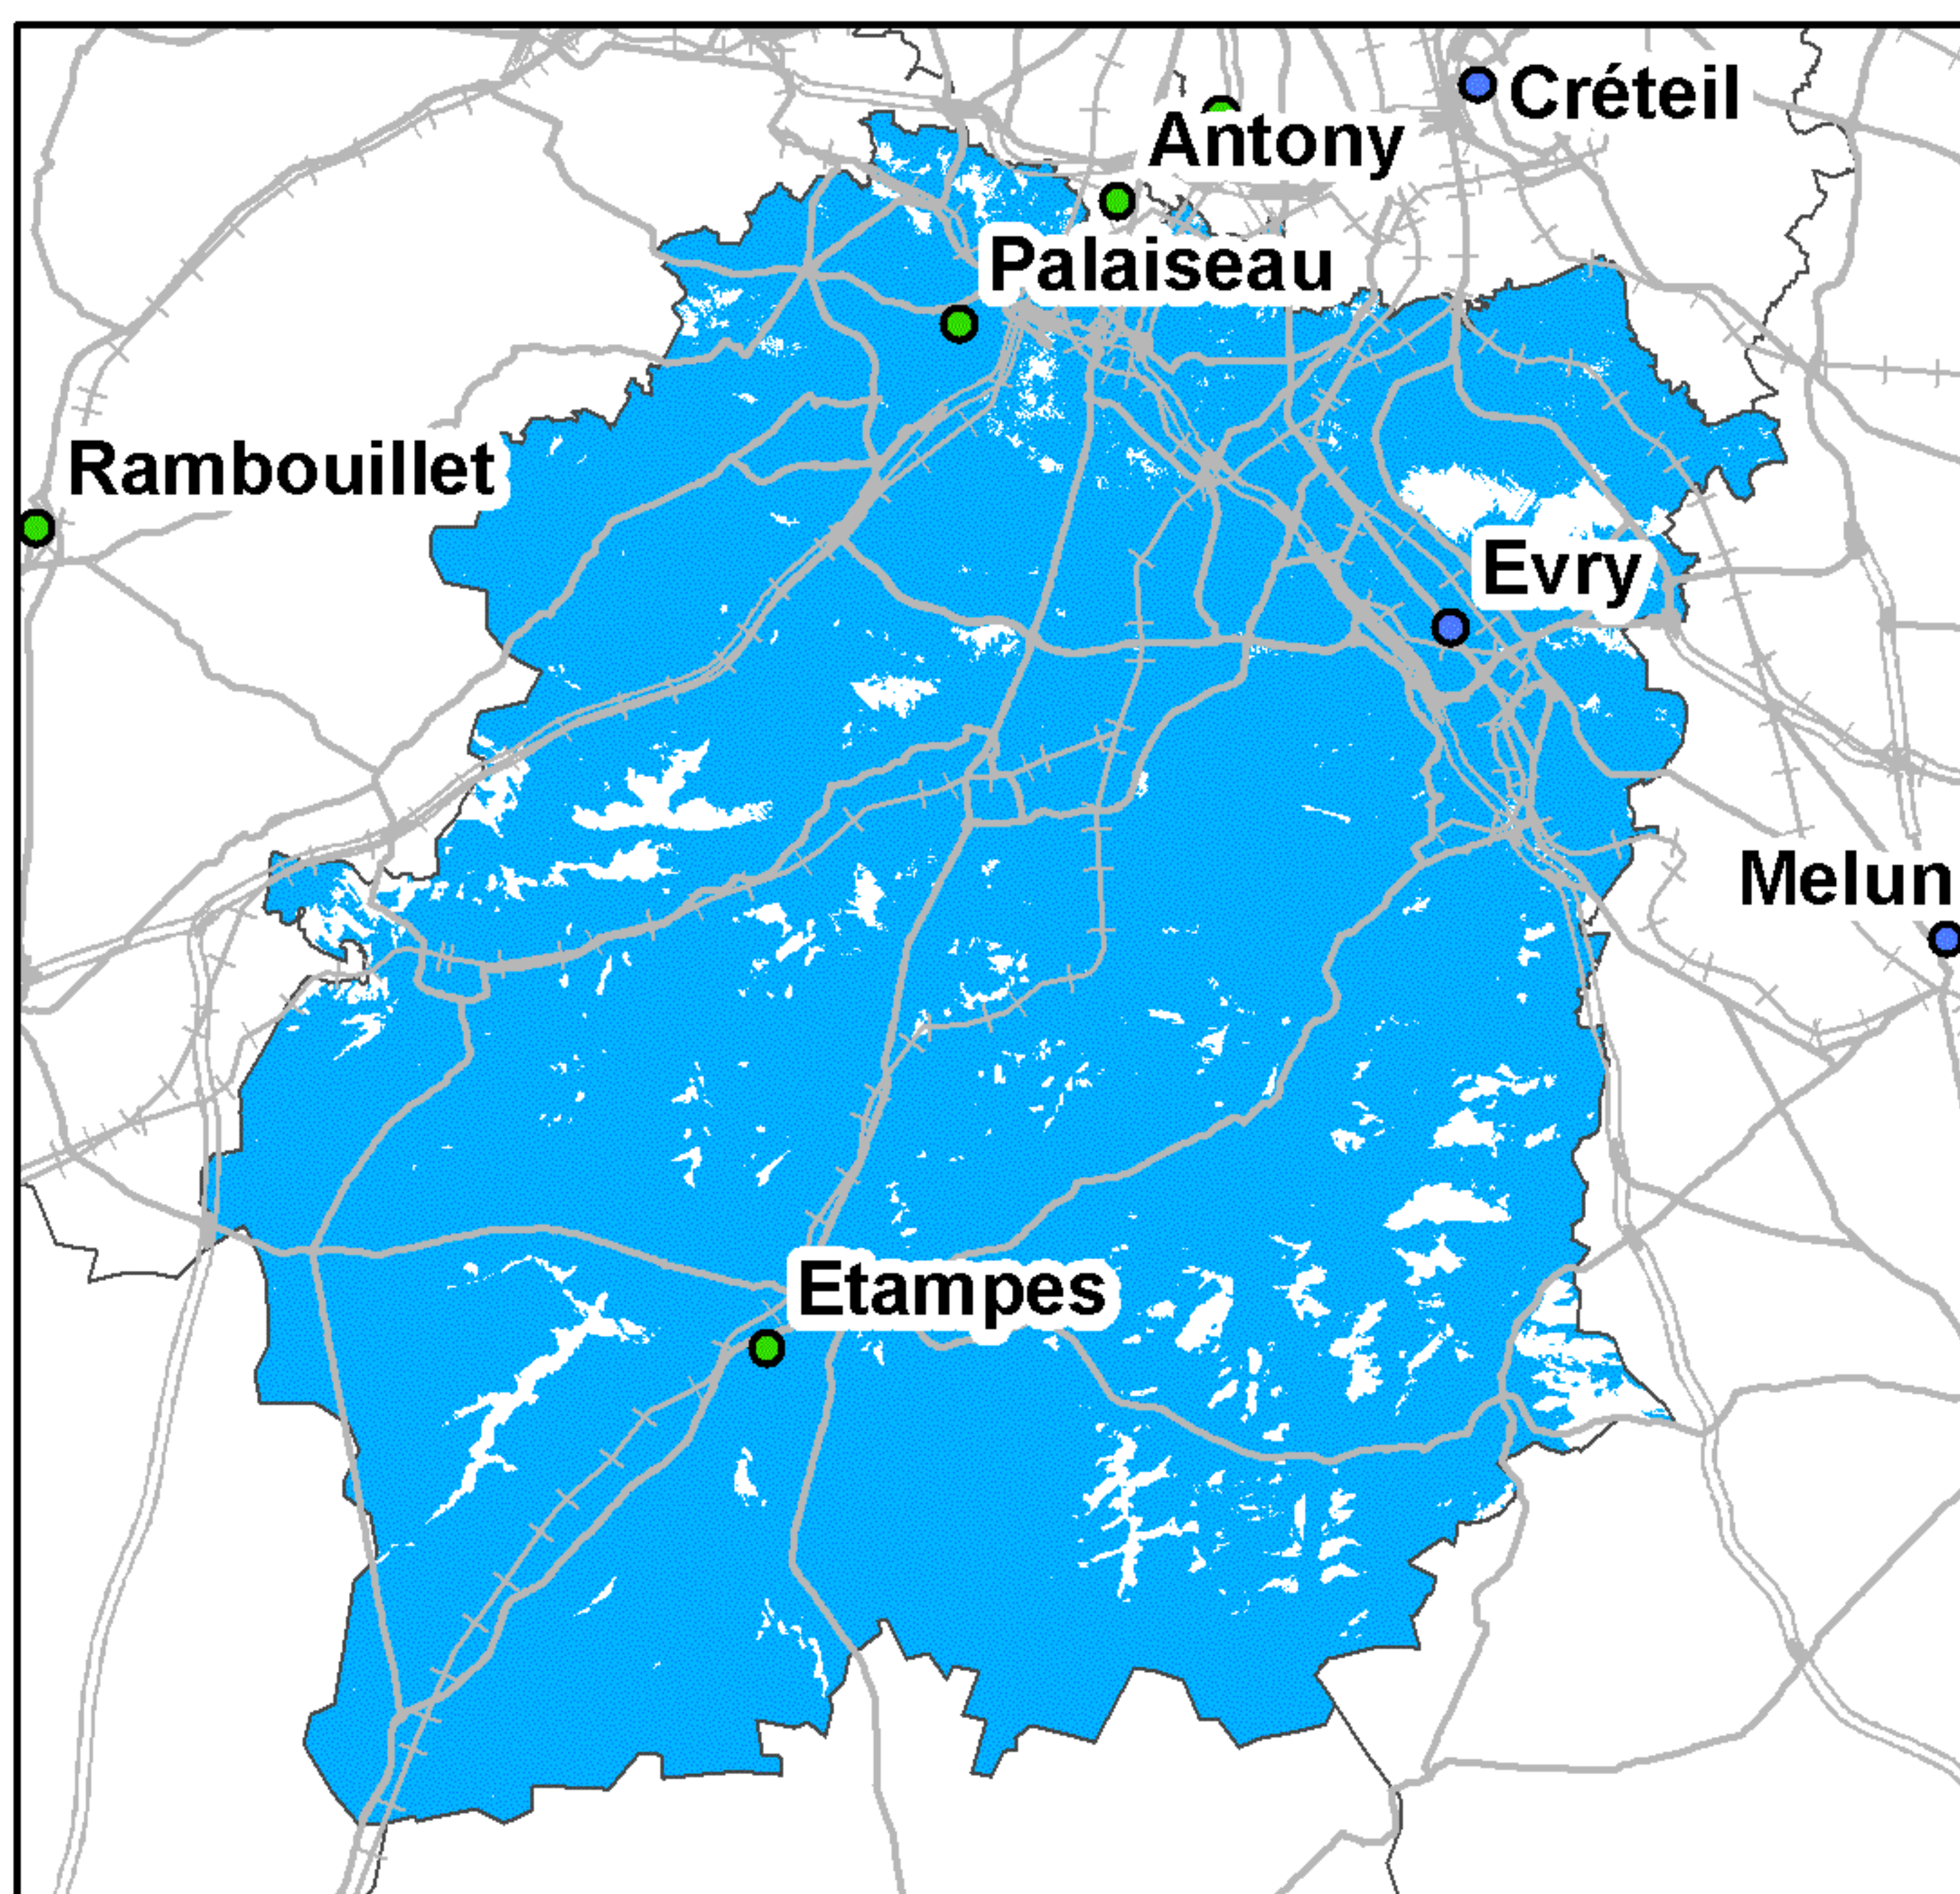 Créteil
Antony
Palaiseau
Rambouillet
Evry
Melun
Etampes